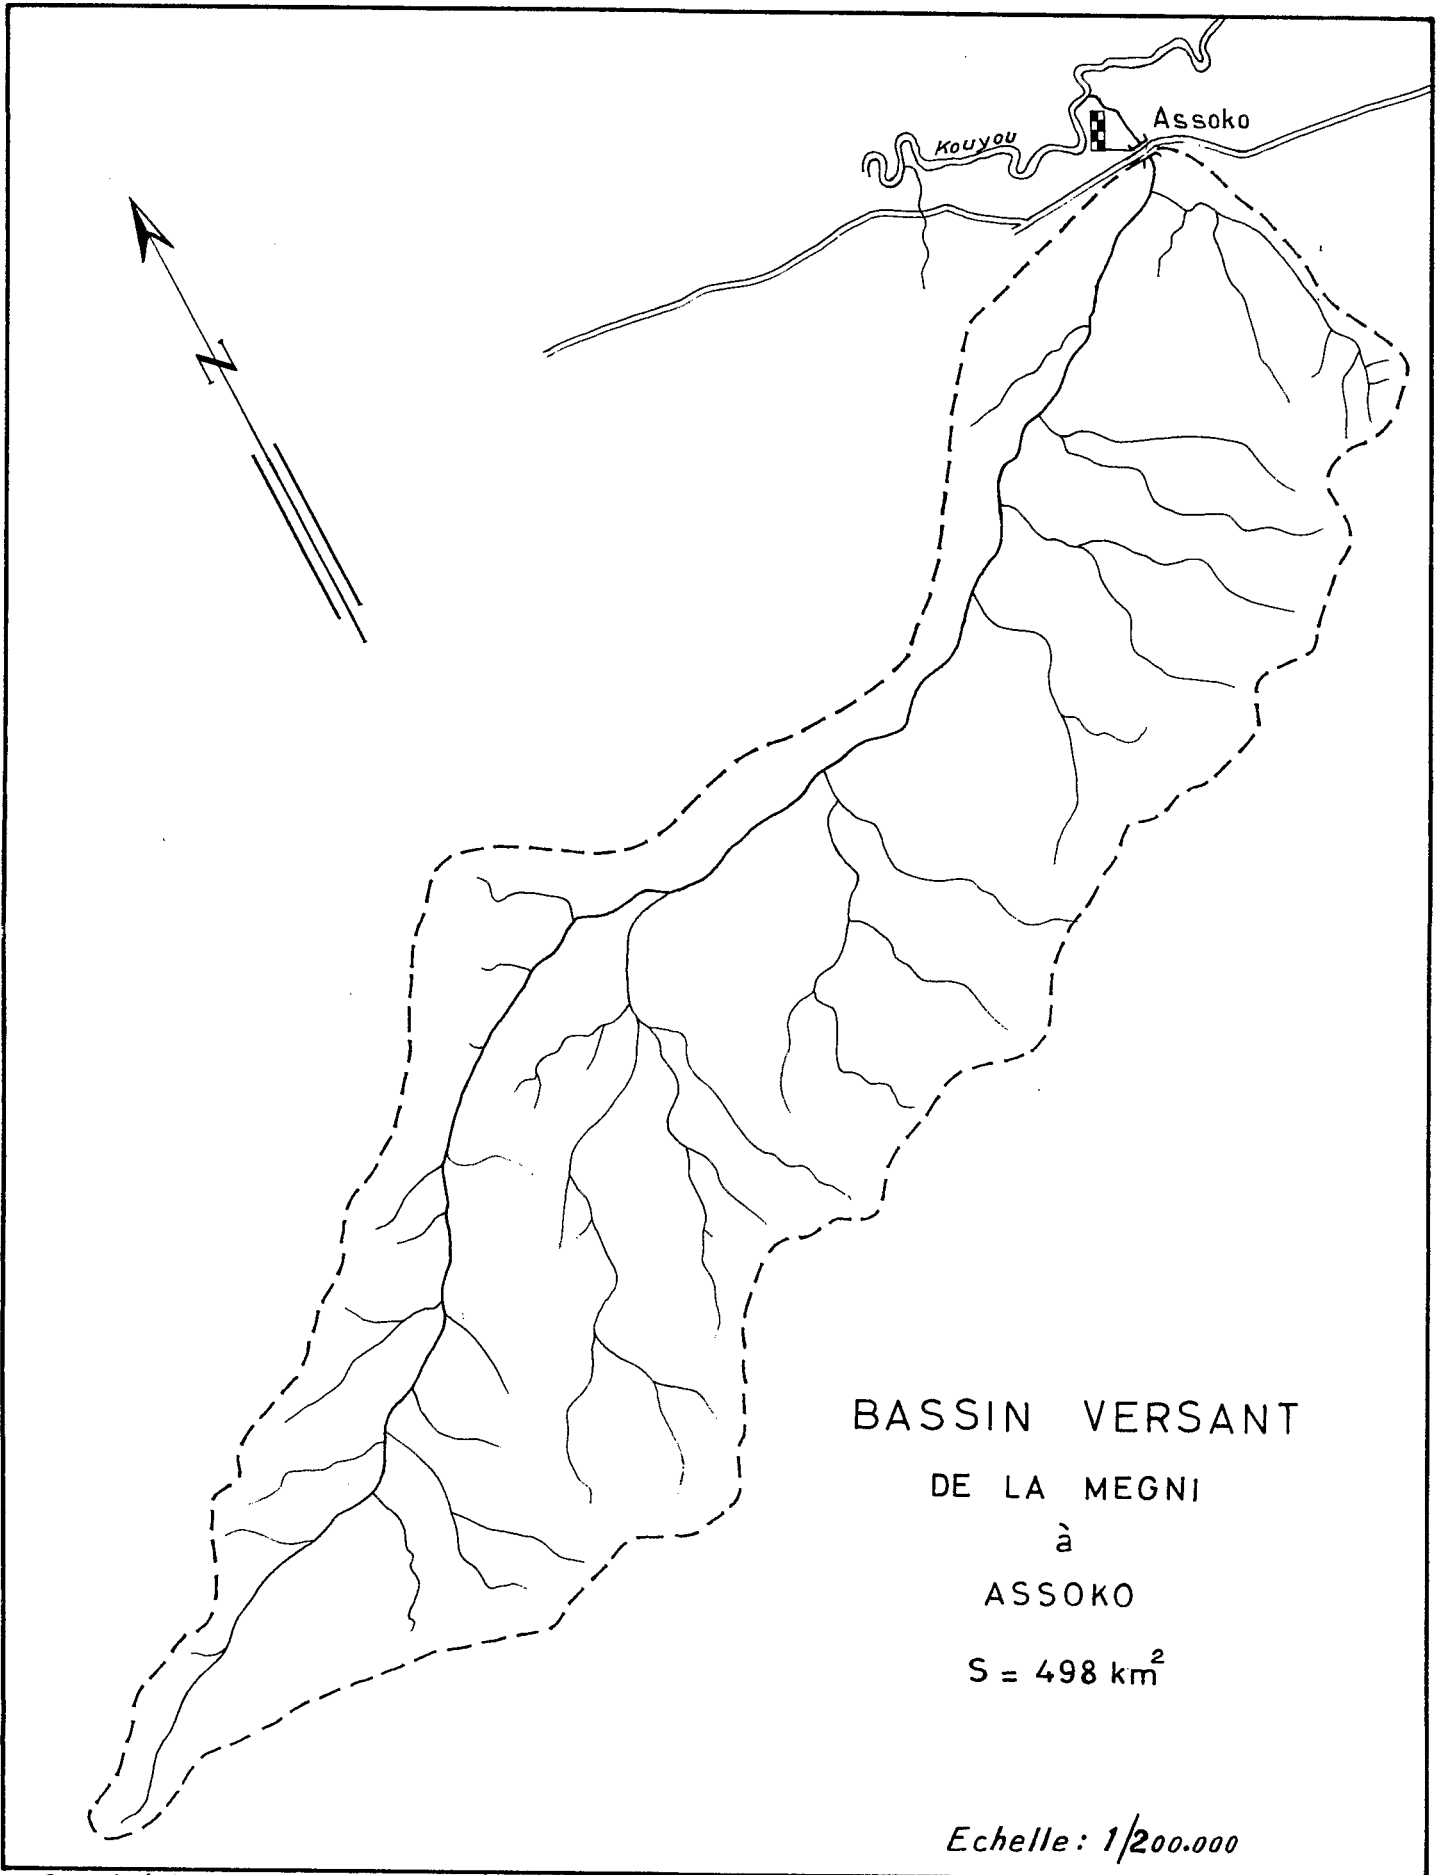 Assoko
Kouyou
N
BASSIN VERSANT
DE LA MEGNI
à
ASSOKO
S = 498 km²
Echelle: 1/200.000